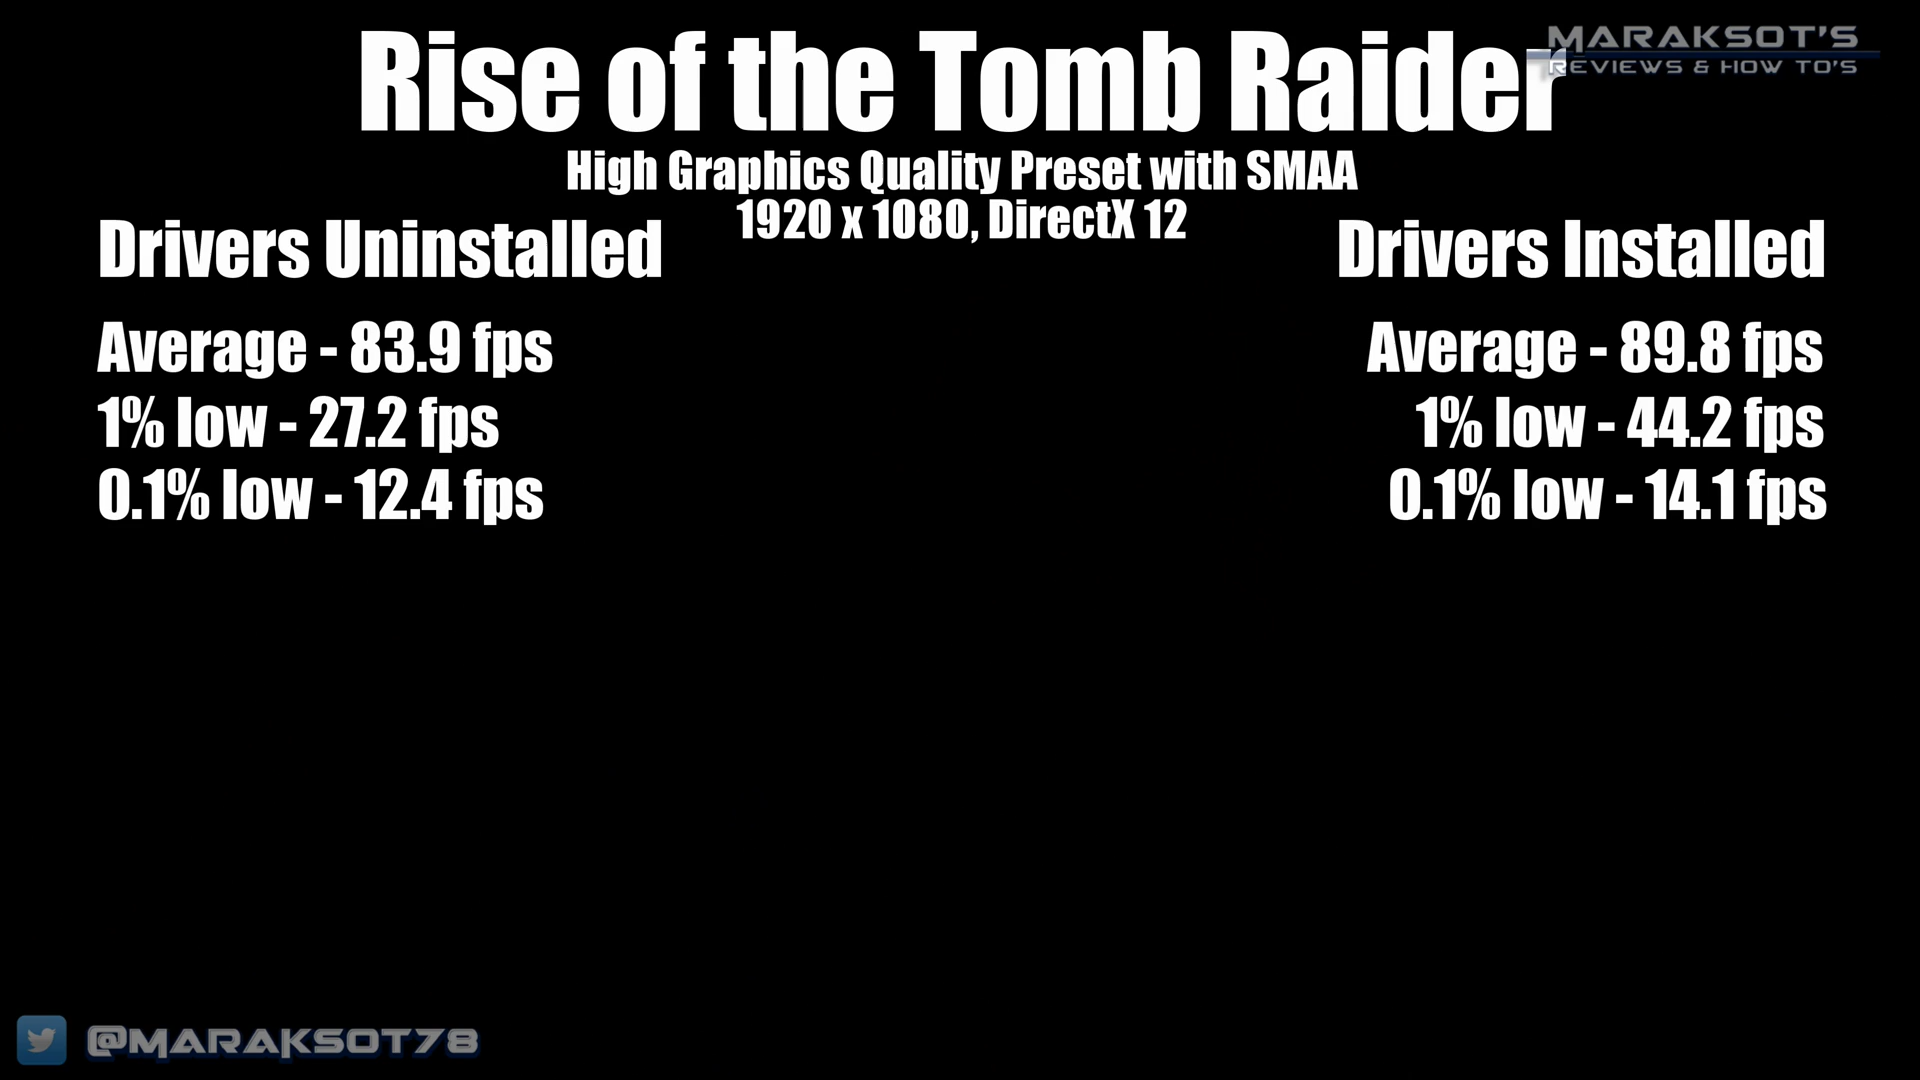 Rise of the Tomb Raider
MARAKSOT'S
REVIEWS & HOW TO'S
High Graphics Quality Preset with SMAA
1920 x 1080, DirectX 12
Drivers Uninstalled
Average - 83.9 fps
1% low - 27.2 fps
0.1% low - 12.4 fps
Drivers Installed
Average - 89.8 fps
1% low - 44.2 fps
0.1% low - 14.1 fps
@MARAKSOT78